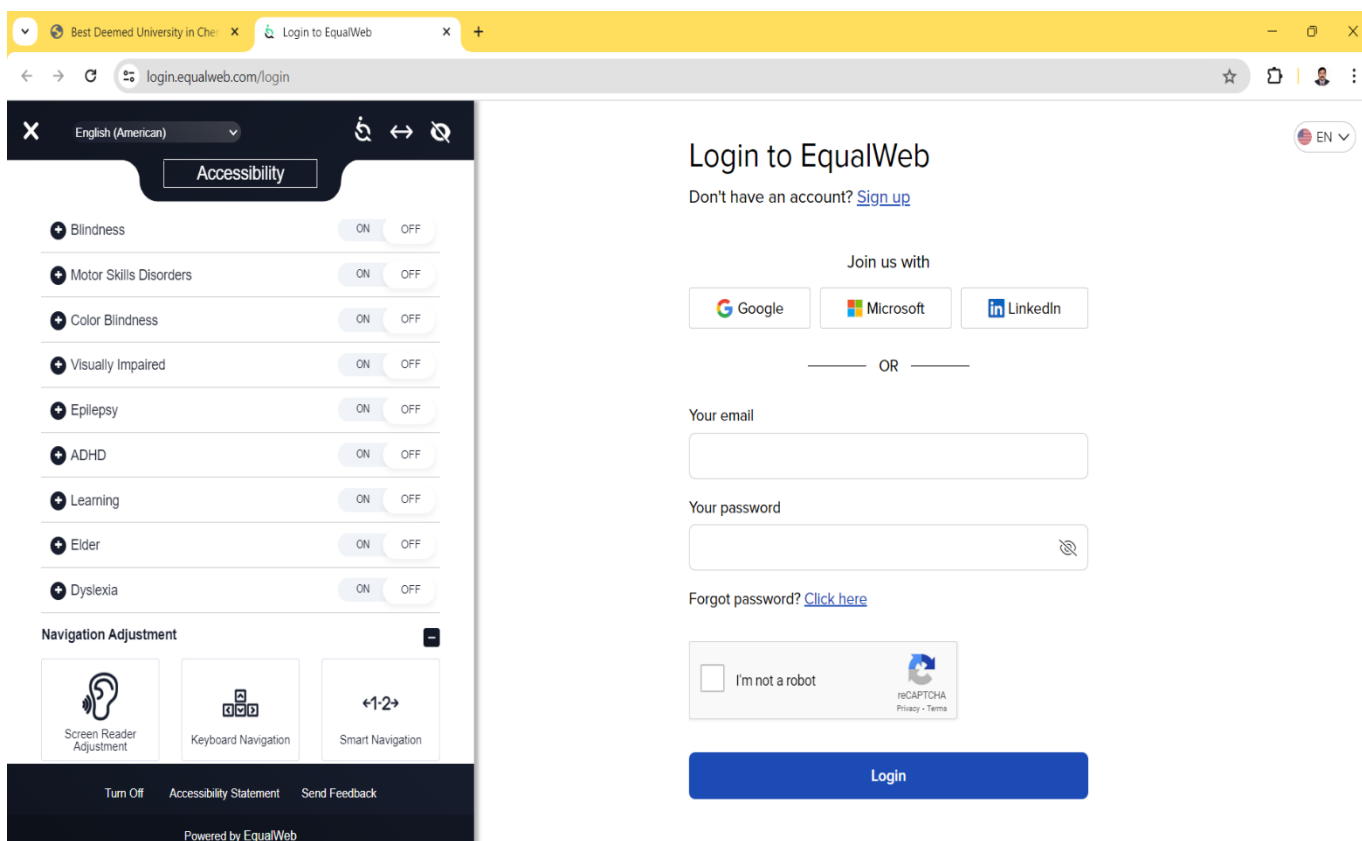 Best Deemed University in Che
Login to EqualWeb
login.equalweb.com/login
English (American)
Accessibility
Blindness ON OFF
Motor Skills Disorders ON OFF
Color Blindness ON OFF
Visually Impaired ON OFF
Epilepsy ON OFF
ADHD ON OFF
Learning ON OFF
Elder ON OFF
Dyslexia ON OFF
Navigation Adjustment
Screen Reader
Adjustment
Keyboard Navigation
←1-2→
Smart Navigation
Turn Off Accessibility Statement Send Feedback
Powered by EqualWeb
EN
Login to EqualWeb
Don't have an account? Sign up
Join us with
Google Microsoft in LinkedIn
OR
Your email
Your password
Forgot password? Click here
I'm not a robot
reCAPTCHA
Privacy - Terms
Login